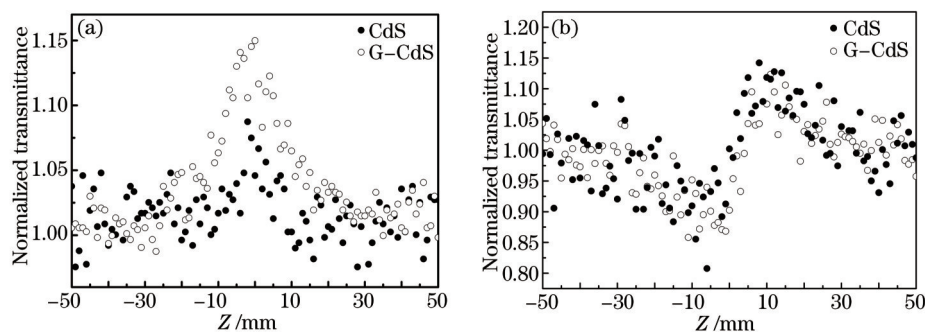 (a)
CdS
G-CdS
Normalized transmittance
1.15
1.10
1.05
1.00
-50
-30
-10
10
30
50
Z /mm
(b)
CdS
G-CdS
Normalized transmittance
1.20
1.15
1.10
1.05
1.00
0.95
0.90
0.85
0.80
-50
-30
-10
10
30
50
Z /mm